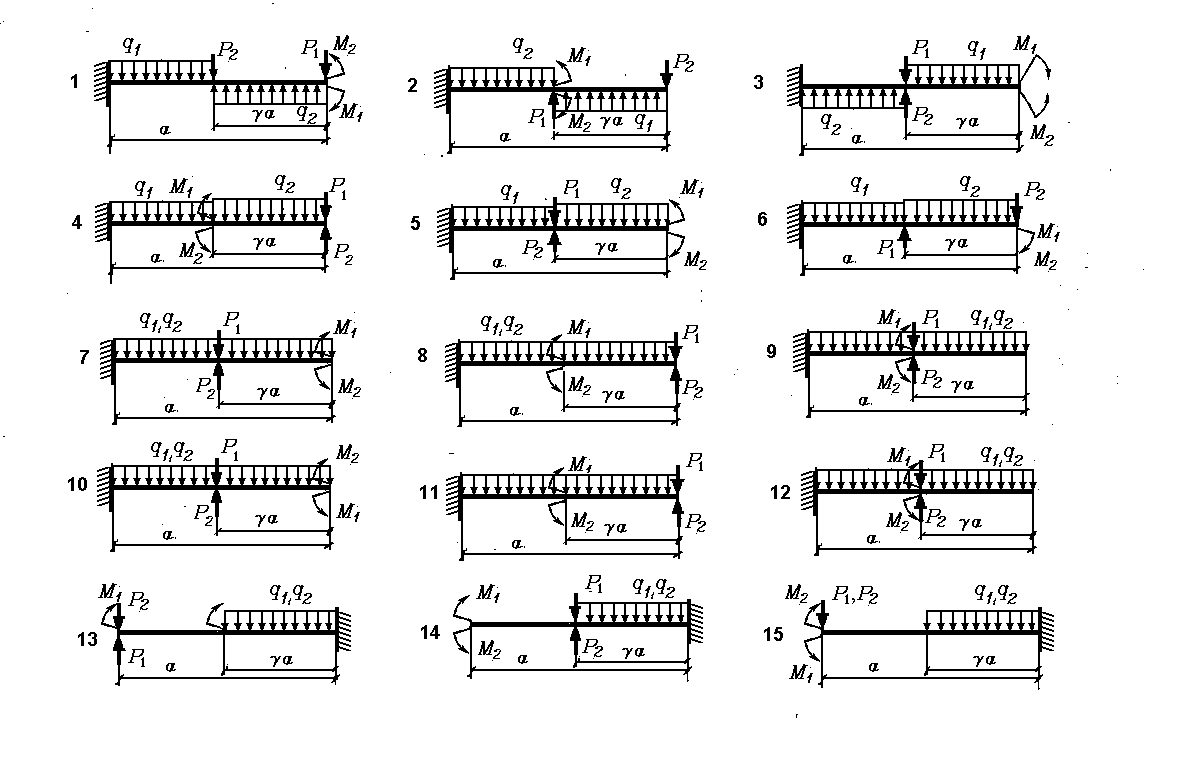 q₁ P₂ P₁ M₂
1
M₁
γa q₂
a
q₂ M₁ P₂
2
P₁ M₂ γa q₁
a
P₁ q₁ M₁
3
q₂ P₂ γa
a. M₂
q₁ M₁ q₂ P₁
4
M₂ γa P₂
a.
q₁ P₁ q₂ M₁
5
P₂ γa M₂
a.
q₁ q₂ P₂
6
P₁ γa M₁
a. M₂
q₁,q₂ P₁ M₁
7
P₂ γa M₂
a.
q₁,q₂ M₁ P₁
8
M₂ γa P₂
a.
M₁ P₁ q₁,q₂
9
M₂ P₂ γa
a.
q₁,q₂ P₁ M₂
10
P₂ γa M₁
a.
M₁ P₁
11
M₂ γa P₂
a.
M₁ P₁ q₁,q₂
12
M₂ P₂ γa
a.
M₁ P₂ q₁,q₂
13
P₁ a γa
M₁ P₁ q₁,q₂
14
M₂ a P₂ γa
M₂ P₁,P₂ q₁,q₂
15
M₁ a γa